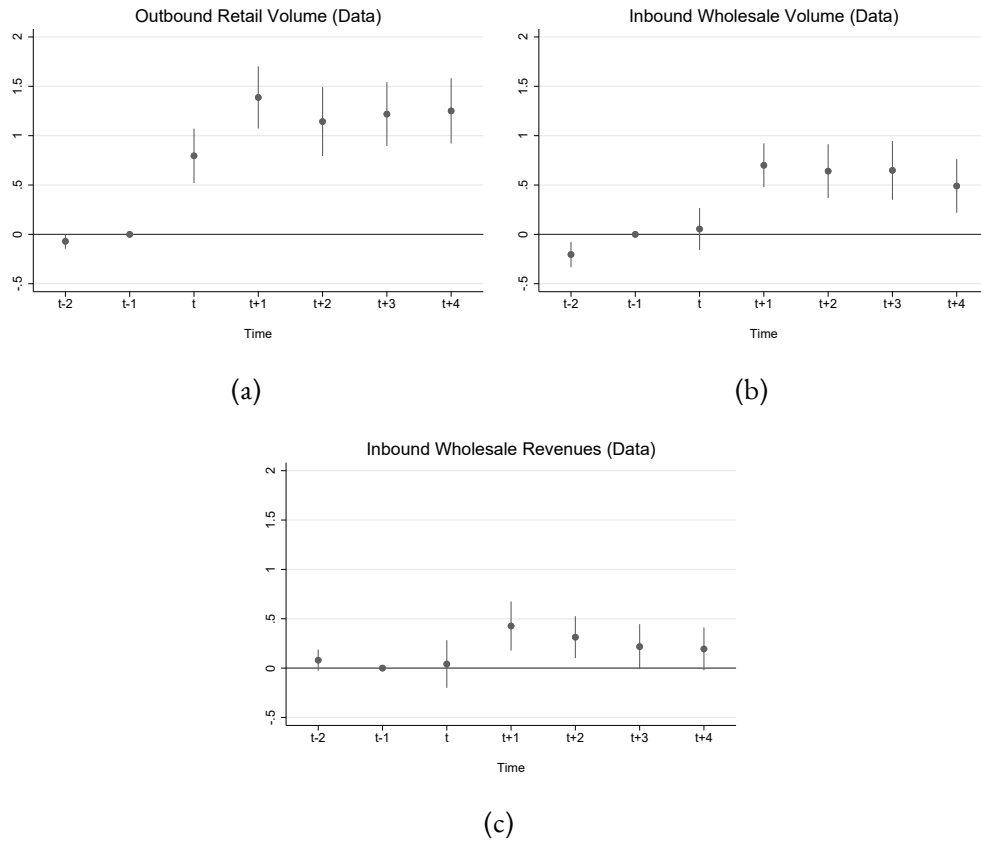 Outbound Retail Volume (Data)
2
1.5
1
.5
0
-.5
t-2 t-1 t t+1 t+2 t+3 t+4
Time
(a)
Inbound Wholesale Volume (Data)
2
1.5
1
.5
0
-.5
t-2 t-1 t t+1 t+2 t+3 t+4
Time
(b)
Inbound Wholesale Revenues (Data)
2
1.5
1
.5
0
-.5
t-2 t-1 t t+1 t+2 t+3 t+4
Time
(c)